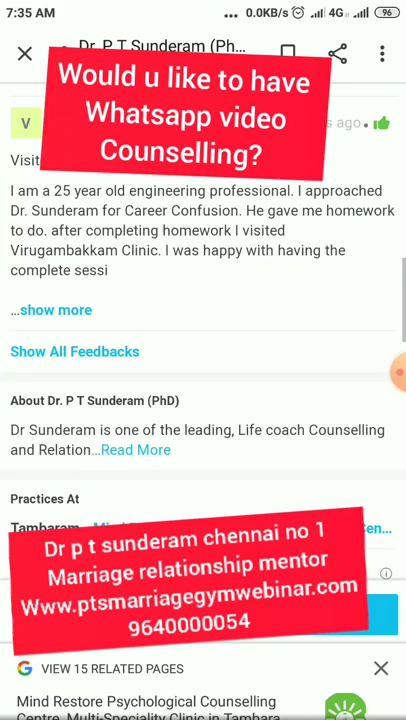 7:35 AM
... 0.0KB/s 4G 96
Dr. P T Sunderam (Ph...
Would u like to have
Whatsapp video
Counselling?
V
s ago
Visit
I am a 25 year old engineering professional. I approached
Dr. Sunderam for Career Confusion. He gave me homework
to do. after completing homework I visited
Virugambakkam Clinic. I was happy with having the
complete sessi
...show more
Show All Feedbacks
About Dr. P T Sunderam (PhD)
Dr Sunderam is one of the leading, Life coach Counselling
and Relation...Read More
Practices At
Tambaram
en...
Dr p t sunderam chennai no 1
Marriage relationship mentor
Www.ptsmarriagegymwebinar.com
9640000054
G VIEW 15 RELATED PAGES
Mind Restore Psychological Counselling
Centre, Multi-Speciality Clinic in Tambara